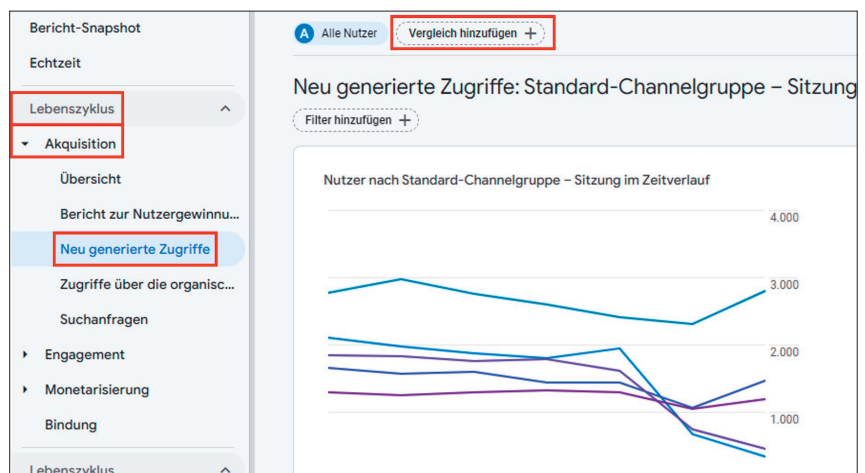 Bericht-Snapshot
Echtzeit
Lebenszyklus
Akquisition
Übersicht
Bericht zur Nutzergewinnu...
Neu generierte Zugriffe
Zugriffe über die organisc...
Suchanfragen
Engagement
Monetarisierung
Bindung
Lebenszyklus
A Alle Nutzer
Vergleich hinzufügen +
Neu generierte Zugriffe: Standard-Channelgruppe – Sitzung
Filter hinzufügen +
Nutzer nach Standard-Channelgruppe – Sitzung im Zeitverlauf
4.000
3.000
2.000
1.000